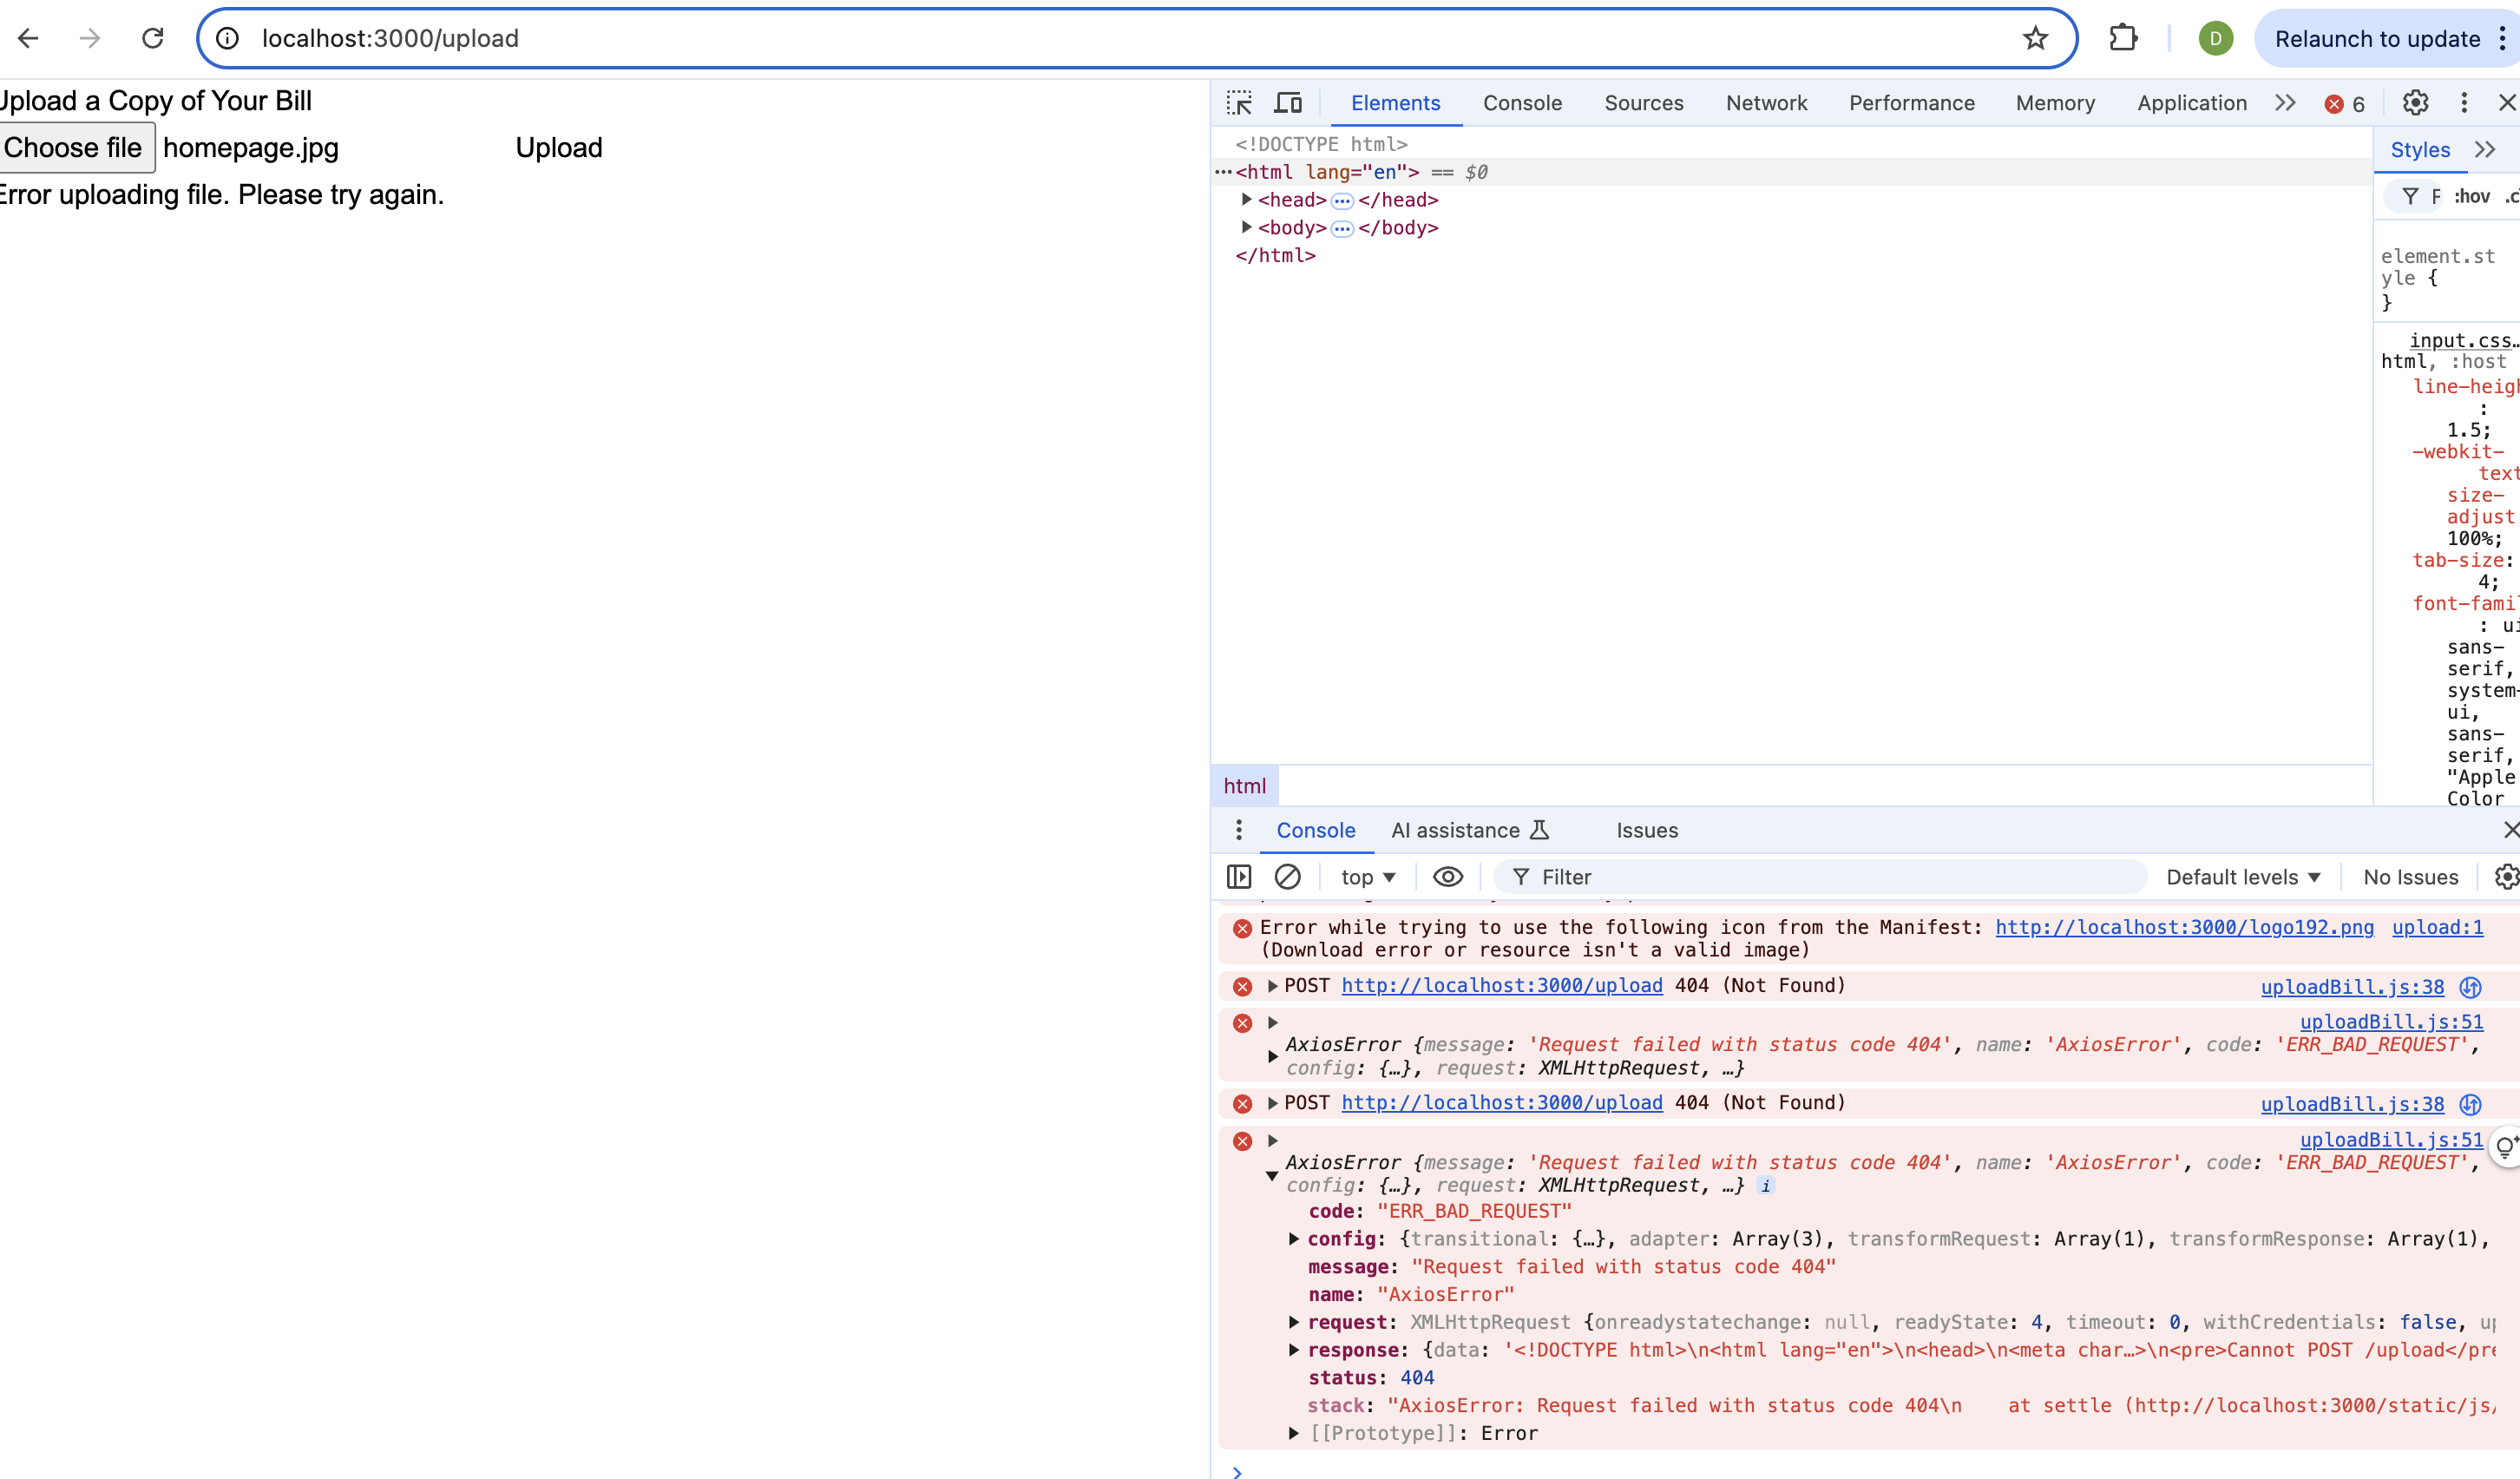 localhost:3000/upload
D
Relaunch to update
Upload a Copy of Your Bill
Choose file homepage.jpg Upload
Error uploading file. Please try again.
Elements Console Sources Network Performance Memory Application 6
<!DOCTYPE html>
<html lang="en"> == $0
<head> </head>
<body> </body>
</html>
html
Styles
F :hov .c
element.st
yle {
}
input.css…
html, :host
line-heigh
:
1.5;
-webkit-
text
size-
adjust
100%;
tab-size:
4;
font-famil
: ui
sans-
serif,
system-
ui,
sans-
serif,
"Apple
Color
Console AI assistance Issues
top Filter Default levels No Issues
Error while trying to use the following icon from the Manifest: http://localhost:3000/logo192.png upload:1
(Download error or resource isn't a valid image)
POST http://localhost:3000/upload 404 (Not Found) uploadBill.js:38
uploadBill.js:51
AxiosError {message: 'Request failed with status code 404', name: 'AxiosError', code: 'ERR_BAD_REQUEST',
config: {…}, request: XMLHttpRequest, …}
POST http://localhost:3000/upload 404 (Not Found) uploadBill.js:38
uploadBill.js:51
AxiosError {message: 'Request failed with status code 404', name: 'AxiosError', code: 'ERR_BAD_REQUEST',
config: {…}, request: XMLHttpRequest, …} i
code: "ERR_BAD_REQUEST"
config: {transitional: {…}, adapter: Array(3), transformRequest: Array(1), transformResponse: Array(1),
message: "Request failed with status code 404"
name: "AxiosError"
request: XMLHttpRequest {onreadystatechange: null, readyState: 4, timeout: 0, withCredentials: false, up
response: {data: '<!DOCTYPE html>\n<html lang="en">\n<head>\n<meta char…>\n<pre>Cannot POST /upload</pre
status: 404
stack: "AxiosError: Request failed with status code 404\n    at settle (http://localhost:3000/static/js/
[[Prototype]]: Error